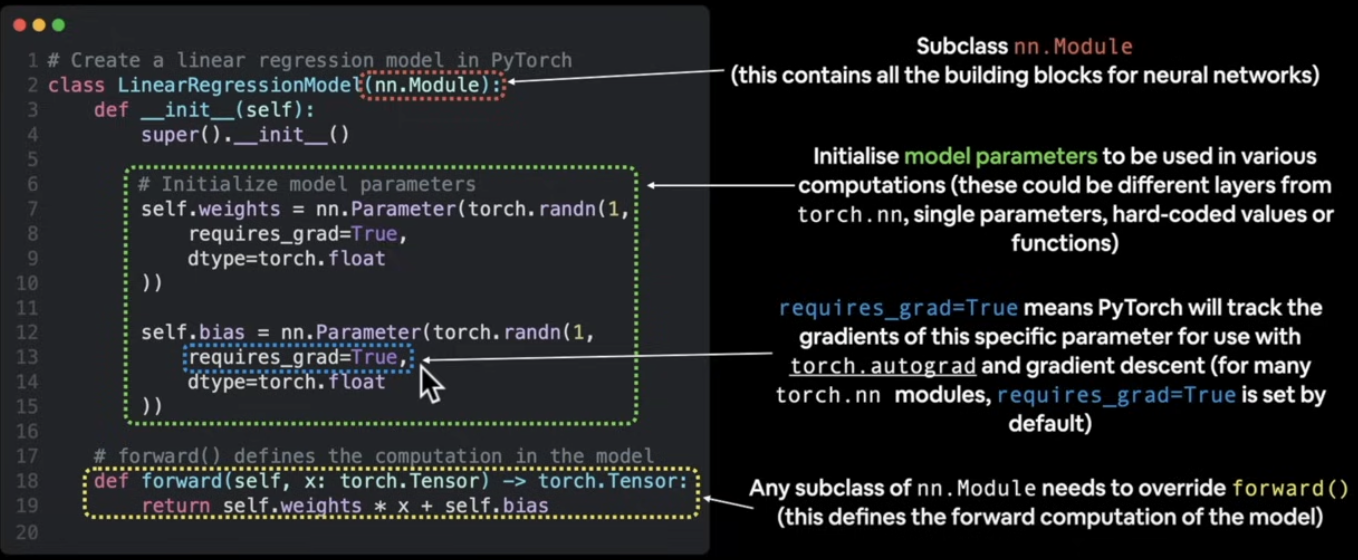 1 # Create a linear regression model in PyTorch
2 class LinearRegressionModel(nn.Module):
3     def __init__(self):
4         super().__init__()
5
6         # Initialize model parameters
7         self.weights = nn.Parameter(torch.randn(1,
8             requires_grad=True,
9             dtype=torch.float
10         ))
11
12         self.bias = nn.Parameter(torch.randn(1,
13             requires_grad=True,
14             dtype=torch.float
15         ))
16
17     # forward() defines the computation in the model
18     def forward(self, x: torch.Tensor) -> torch.Tensor:
19         return self.weights * x + self.bias
20
Subclass nn.Module
(this contains all the building blocks for neural networks)
Initialise model parameters to be used in various
computations (these could be different layers from
torch.nn, single parameters, hard-coded values or
functions)
requires_grad=True means PyTorch will track the
gradients of this specific parameter for use with
torch.autograd and gradient descent (for many
torch.nn modules, requires_grad=True is set by
default)
Any subclass of nn.Module needs to override forward()
(this defines the forward computation of the model)